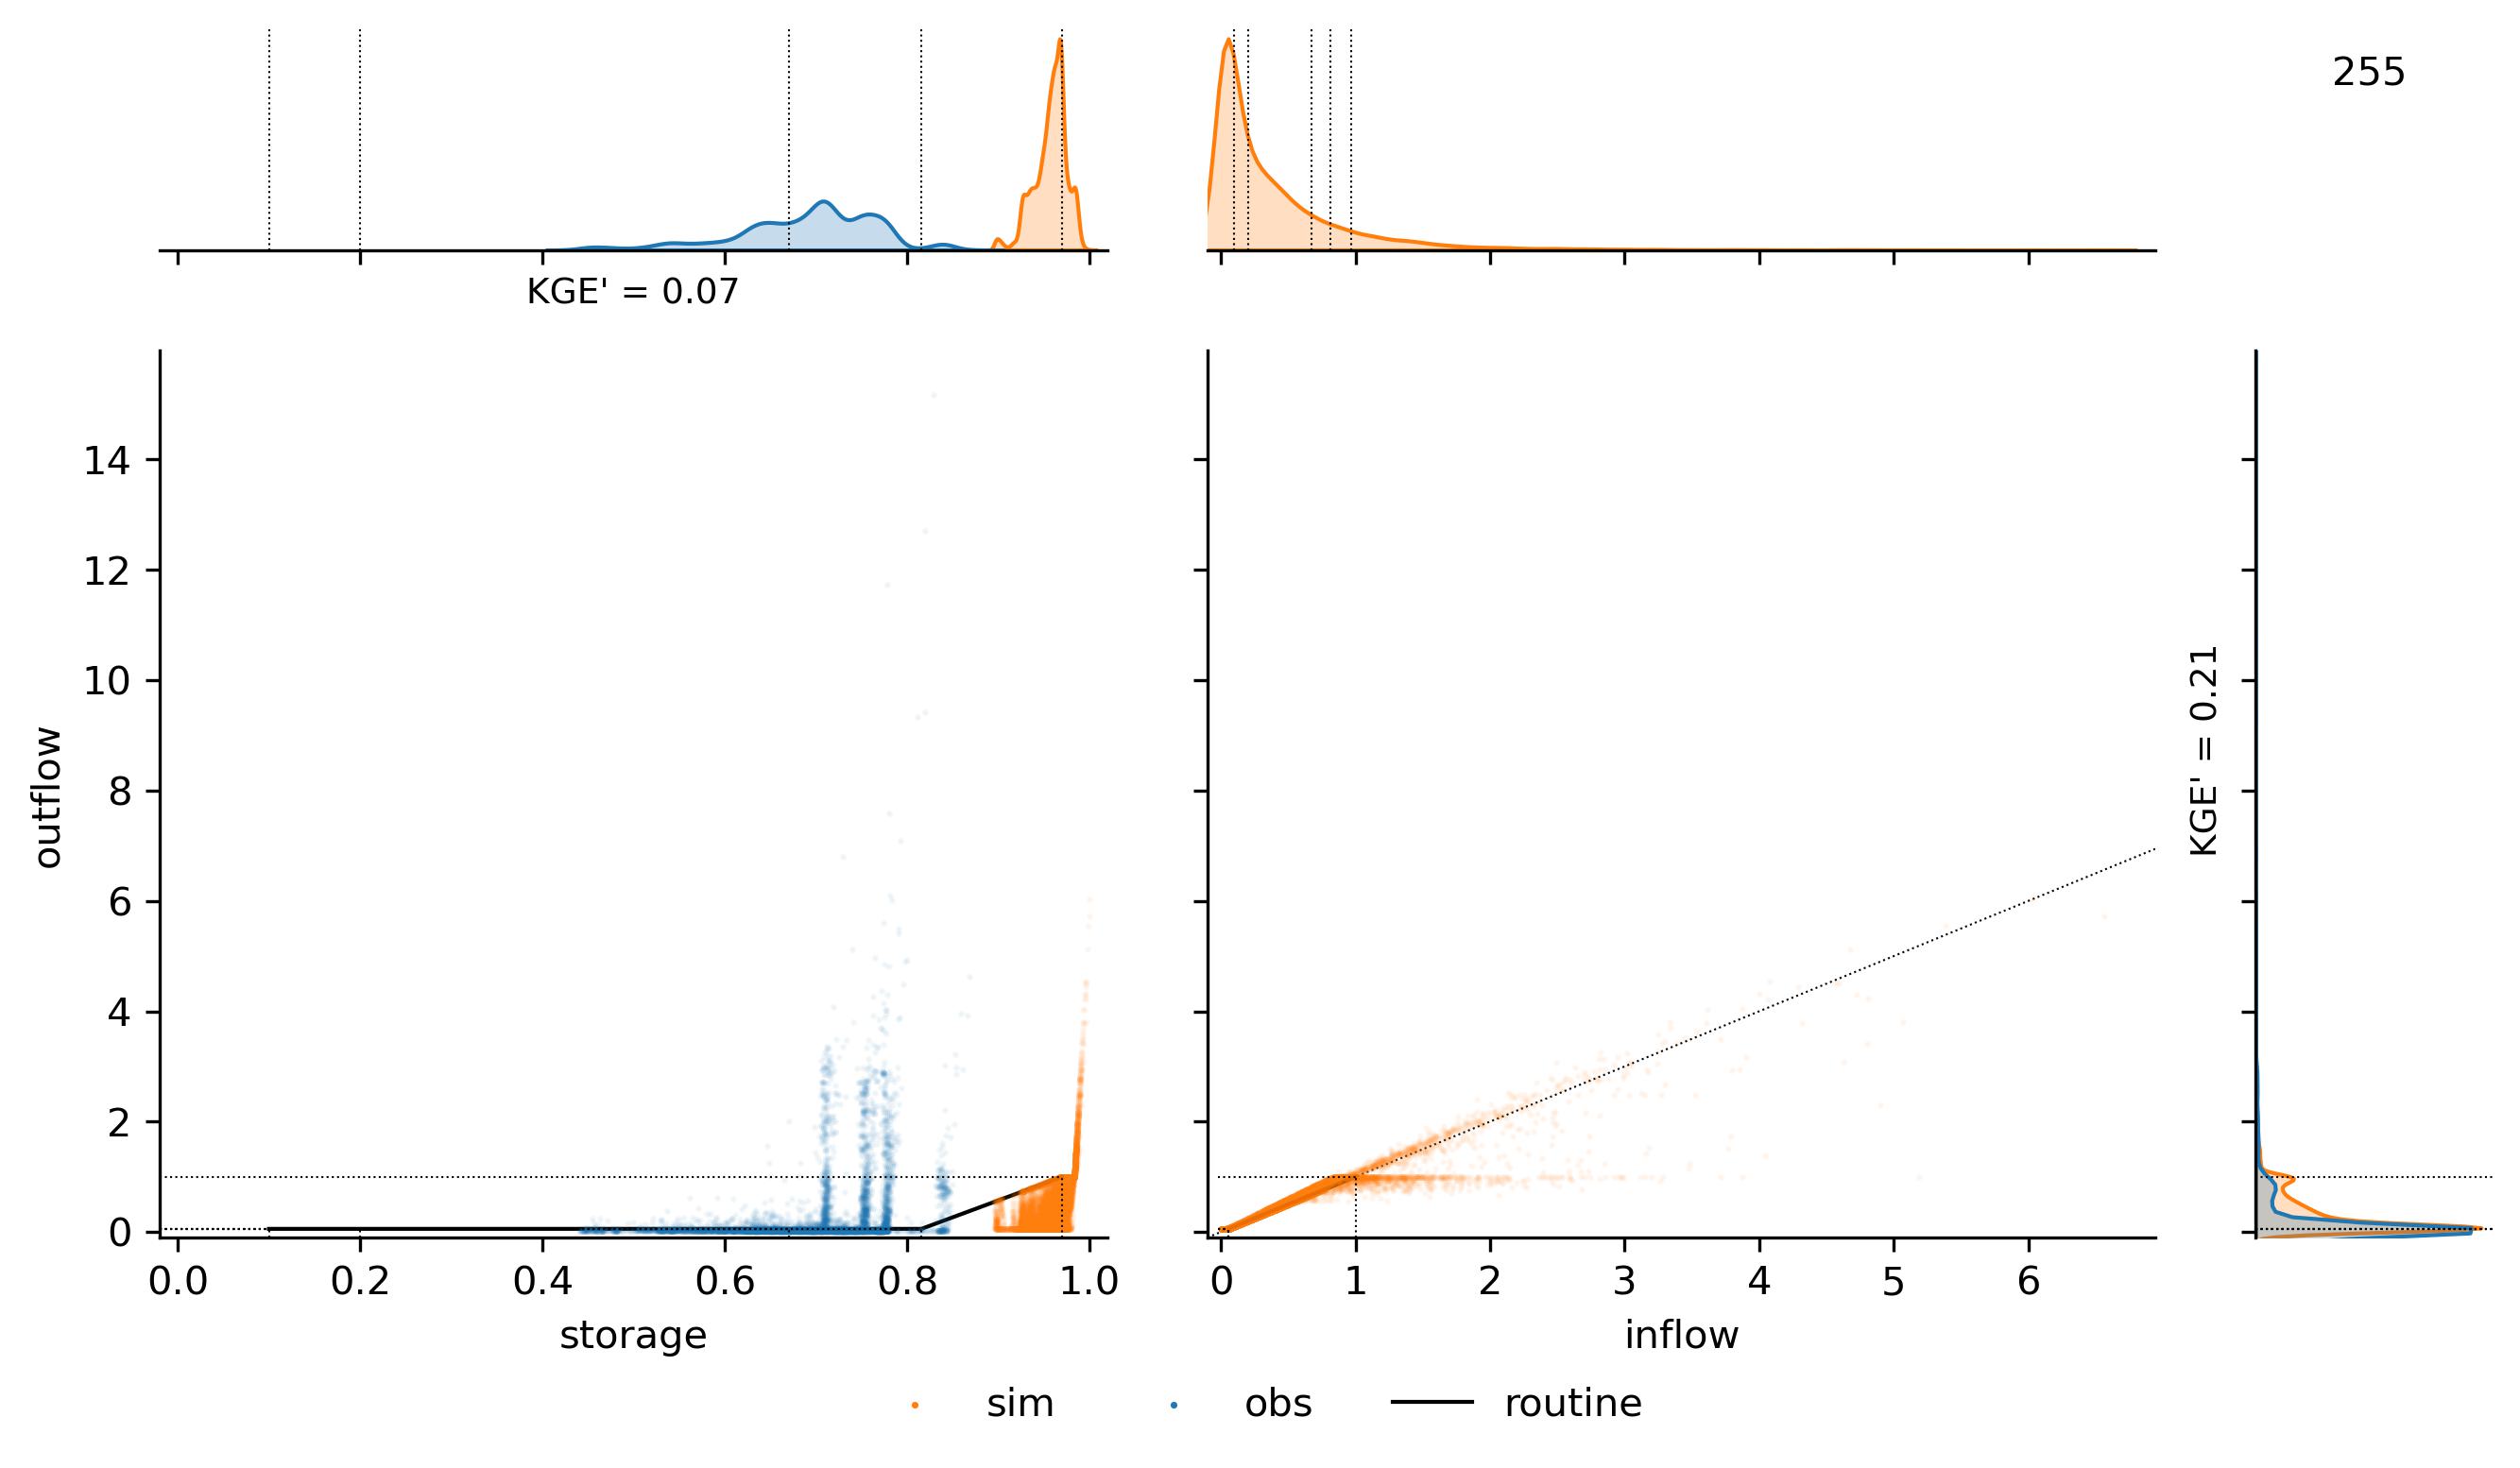 255
KGE' = 0.07
14
12
10
8
6
4
2
0
outflow
KGE' = 0.21
0.0 0.2 0.4 0.6 0.8 1.0
0 1 2 3 4 5 6
storage
inflow
sim obs routine